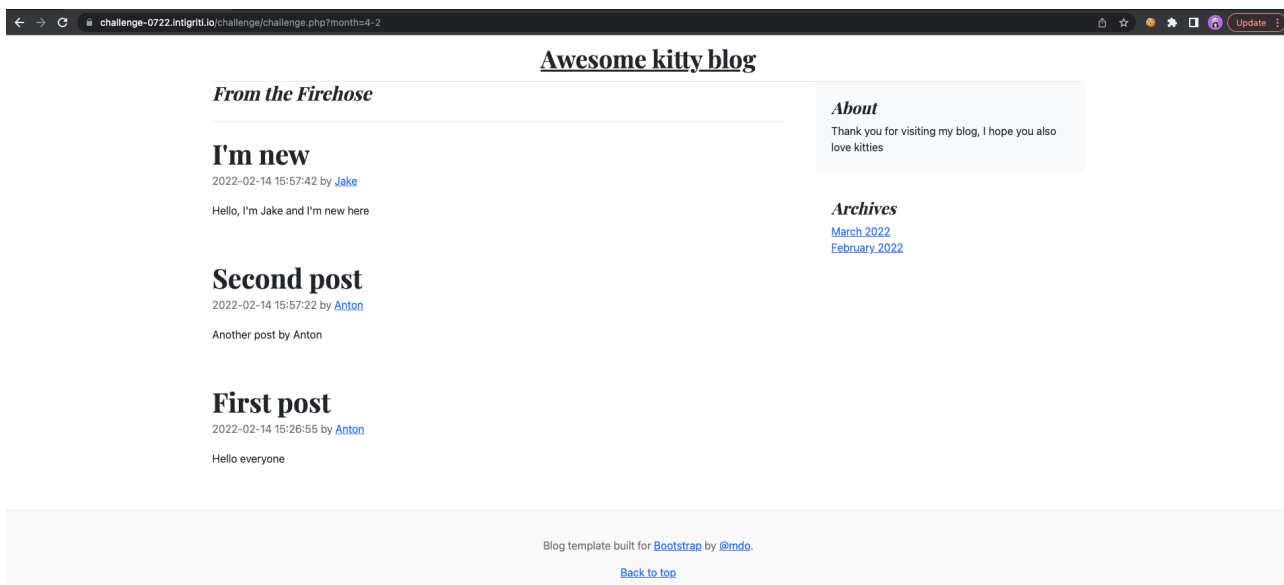 challenge-0722.intigriti.io/challenge/challenge.php?month=4-2
Update
Awesome kitty blog
From the Firehose
I'm new
2022-02-14 15:57:42 by Jake
Hello, I'm Jake and I'm new here
Second post
2022-02-14 15:57:22 by Anton
Another post by Anton
First post
2022-02-14 15:26:55 by Anton
Hello everyone
About
Thank you for visiting my blog, I hope you also
love kitties
Archives
March 2022
February 2022
Blog template built for Bootstrap by @mdo.
Back to top